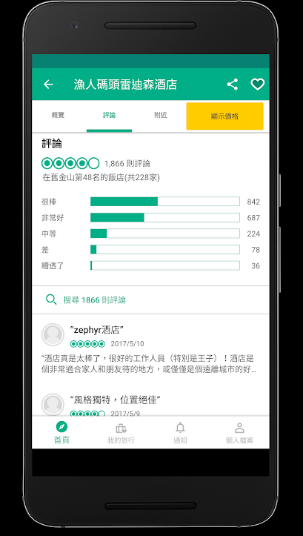 漁人碼頭雷迪森酒店
概覽
評論
附近
顯示價格
評論
1,866 則評論
在舊金山第48名的飯店(共228家)
很棒 842
非常好 687
中等 224
差 78
糟透了 36
搜尋 1866 則評論
“zephyr酒店”
2017/5/10
“酒店真是太棒了，很好的工作人員（特別是王子）！酒店是
個非常適合家人和朋友待的地方，或僅僅是個遠離城市的好…
“風格獨特，位置絕佳”
2017/5/9
首頁
我的旅行
通知
個人檔案